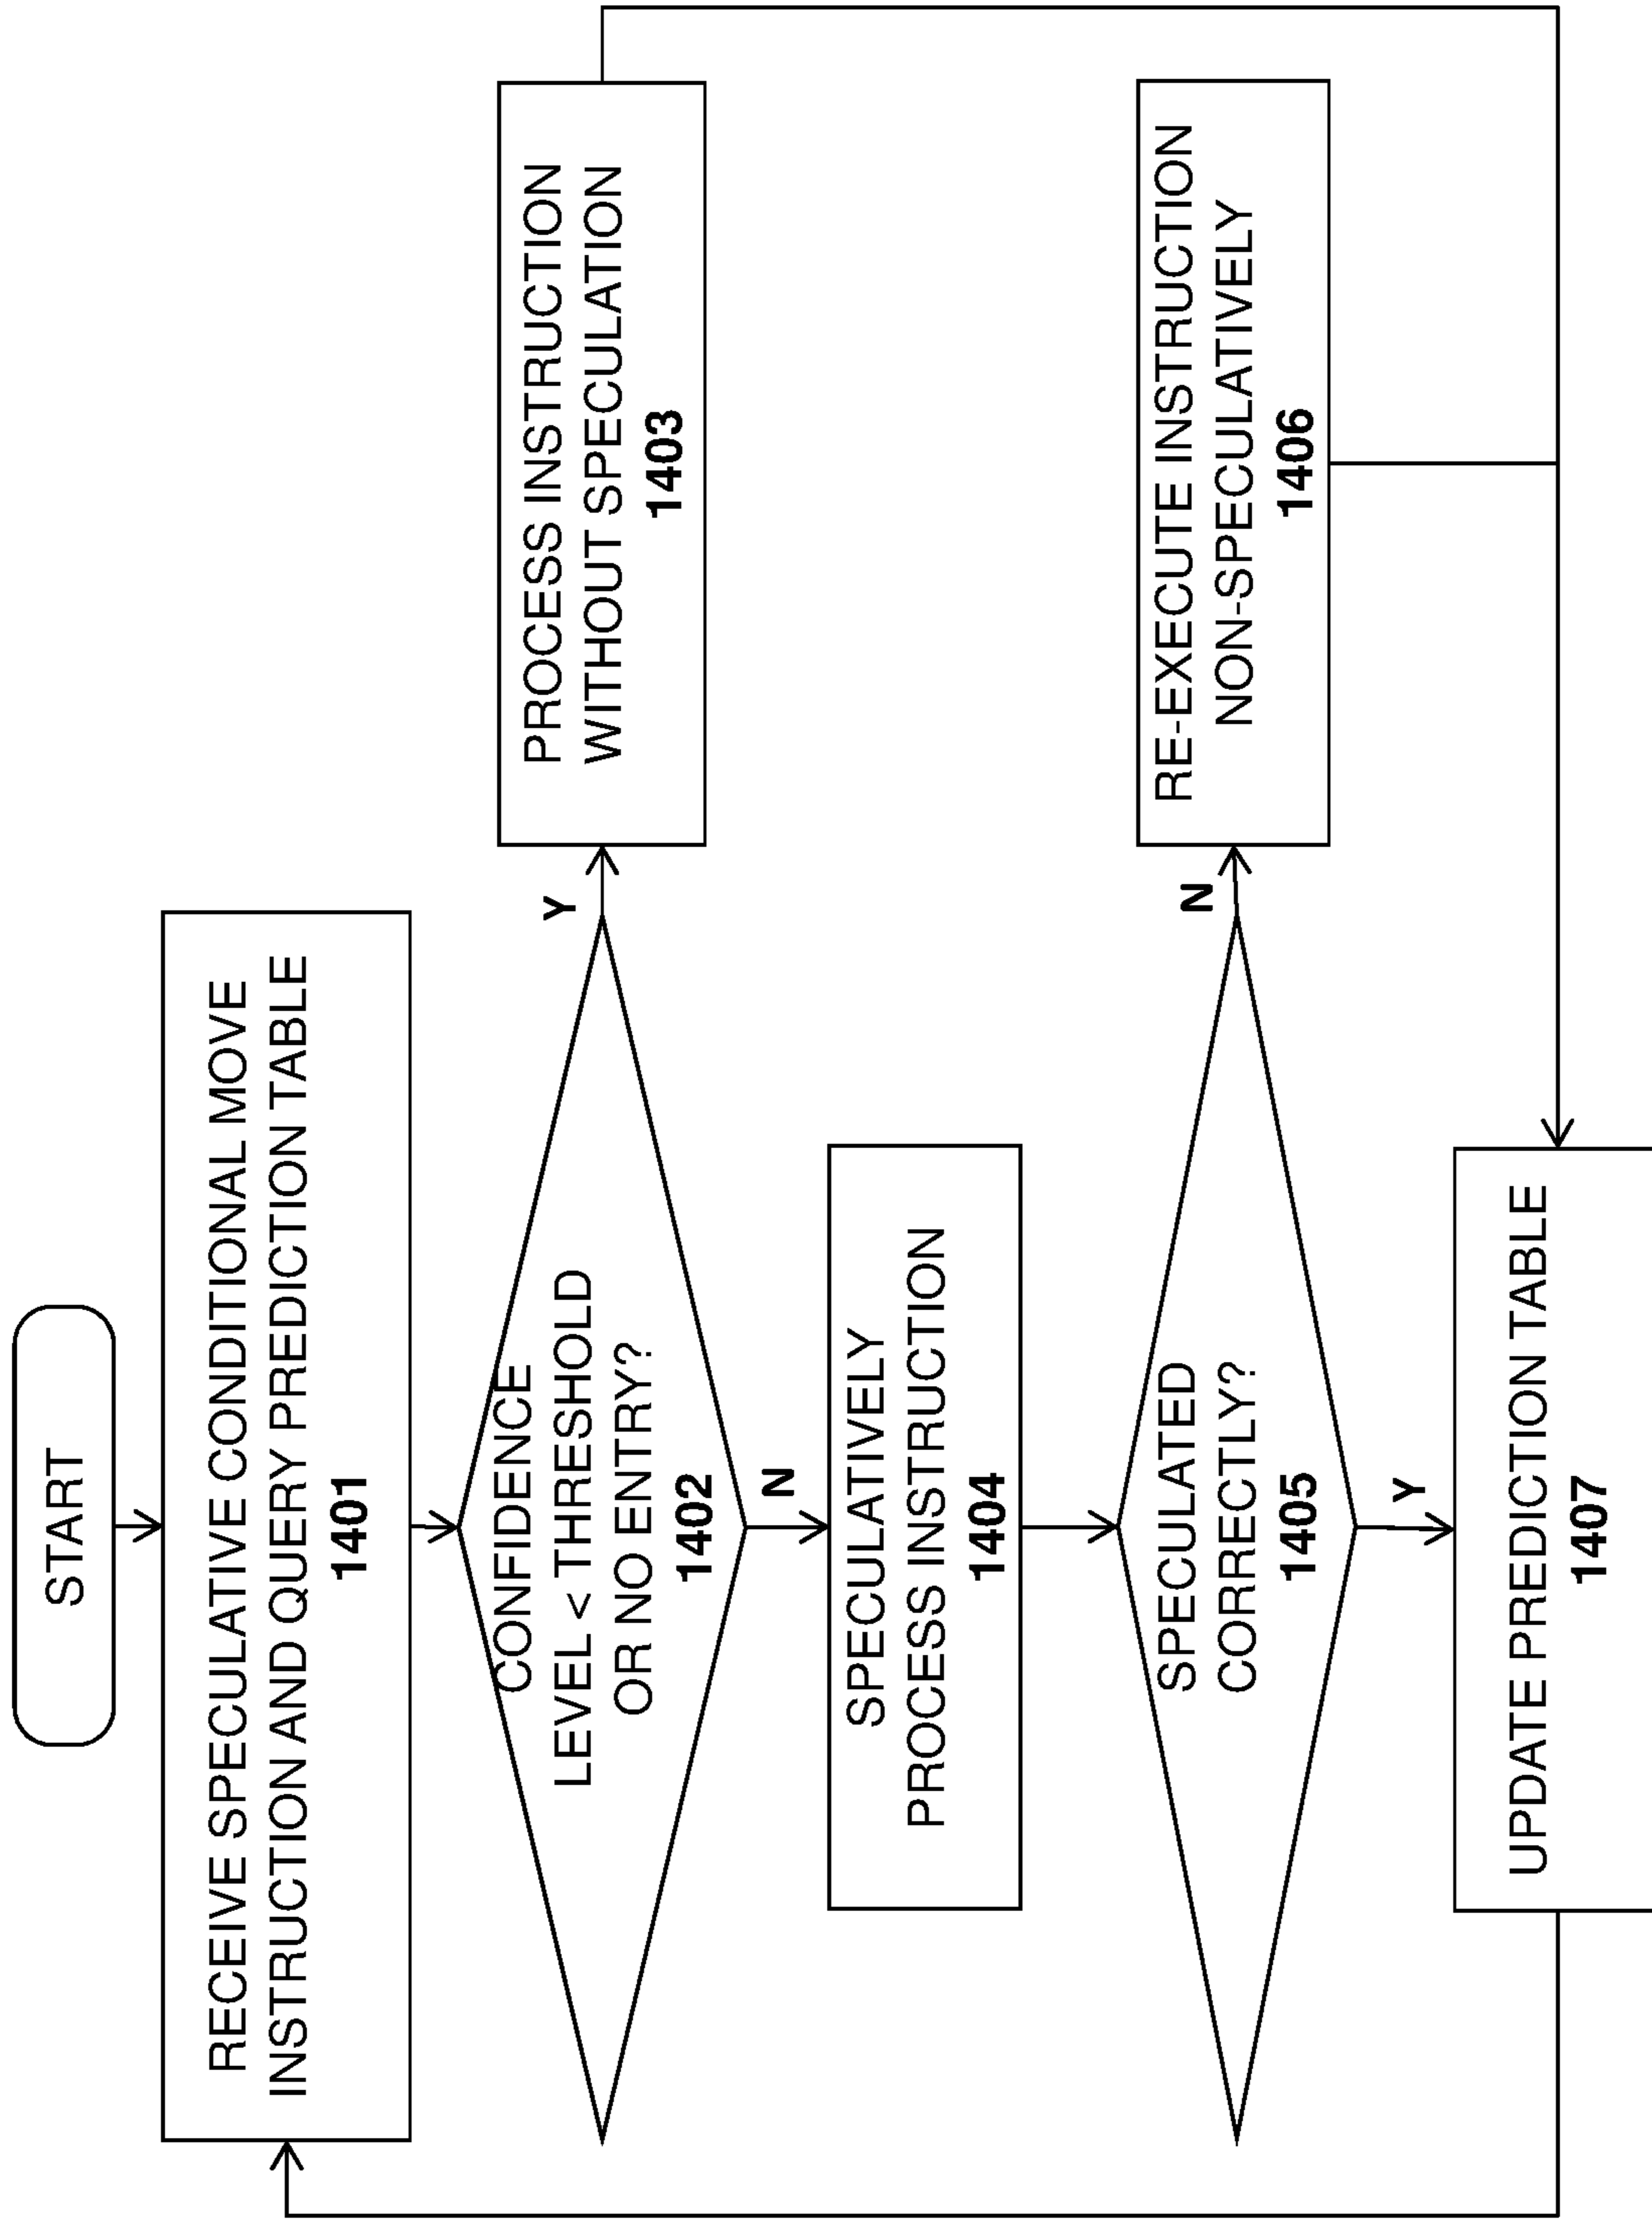 START
RECEIVE SPECULATIVE CONDITIONAL MOVE
INSTRUCTION AND QUERY PREDICTION TABLE
1401
CONFIDENCE
LEVEL < THRESHOLD
OR NO ENTRY?
1402
Y
PROCESS INSTRUCTION
WITHOUT SPECULATION
1403
N
SPECULATIVELY
PROCESS INSTRUCTION
1404
SPECULATED
CORRECTLY?
1405
N
RE-EXECUTE INSTRUCTION
NON-SPECULATIVELY
1406
Y
UPDATE PREDICTION TABLE
1407